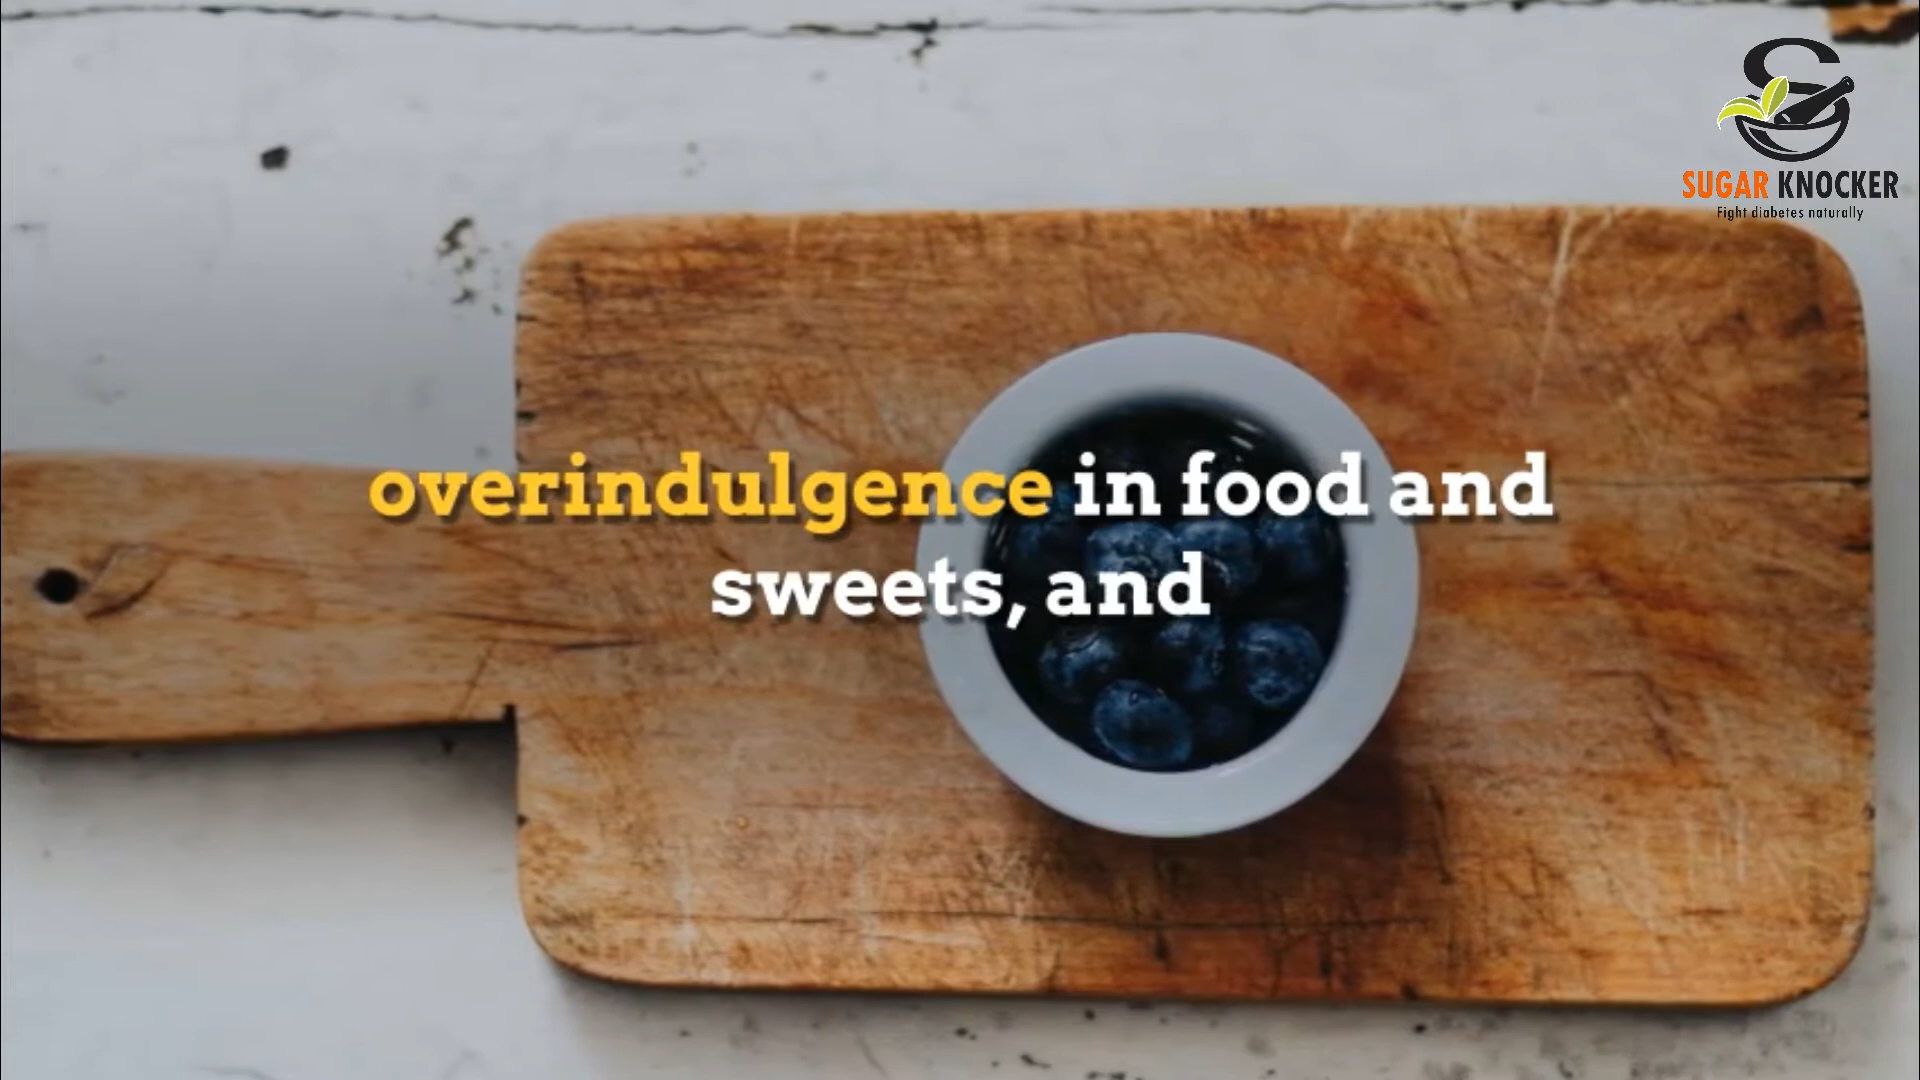 SUGAR KNOCKER
Fight diabetes naturally
overindulgence in food and
sweets, and